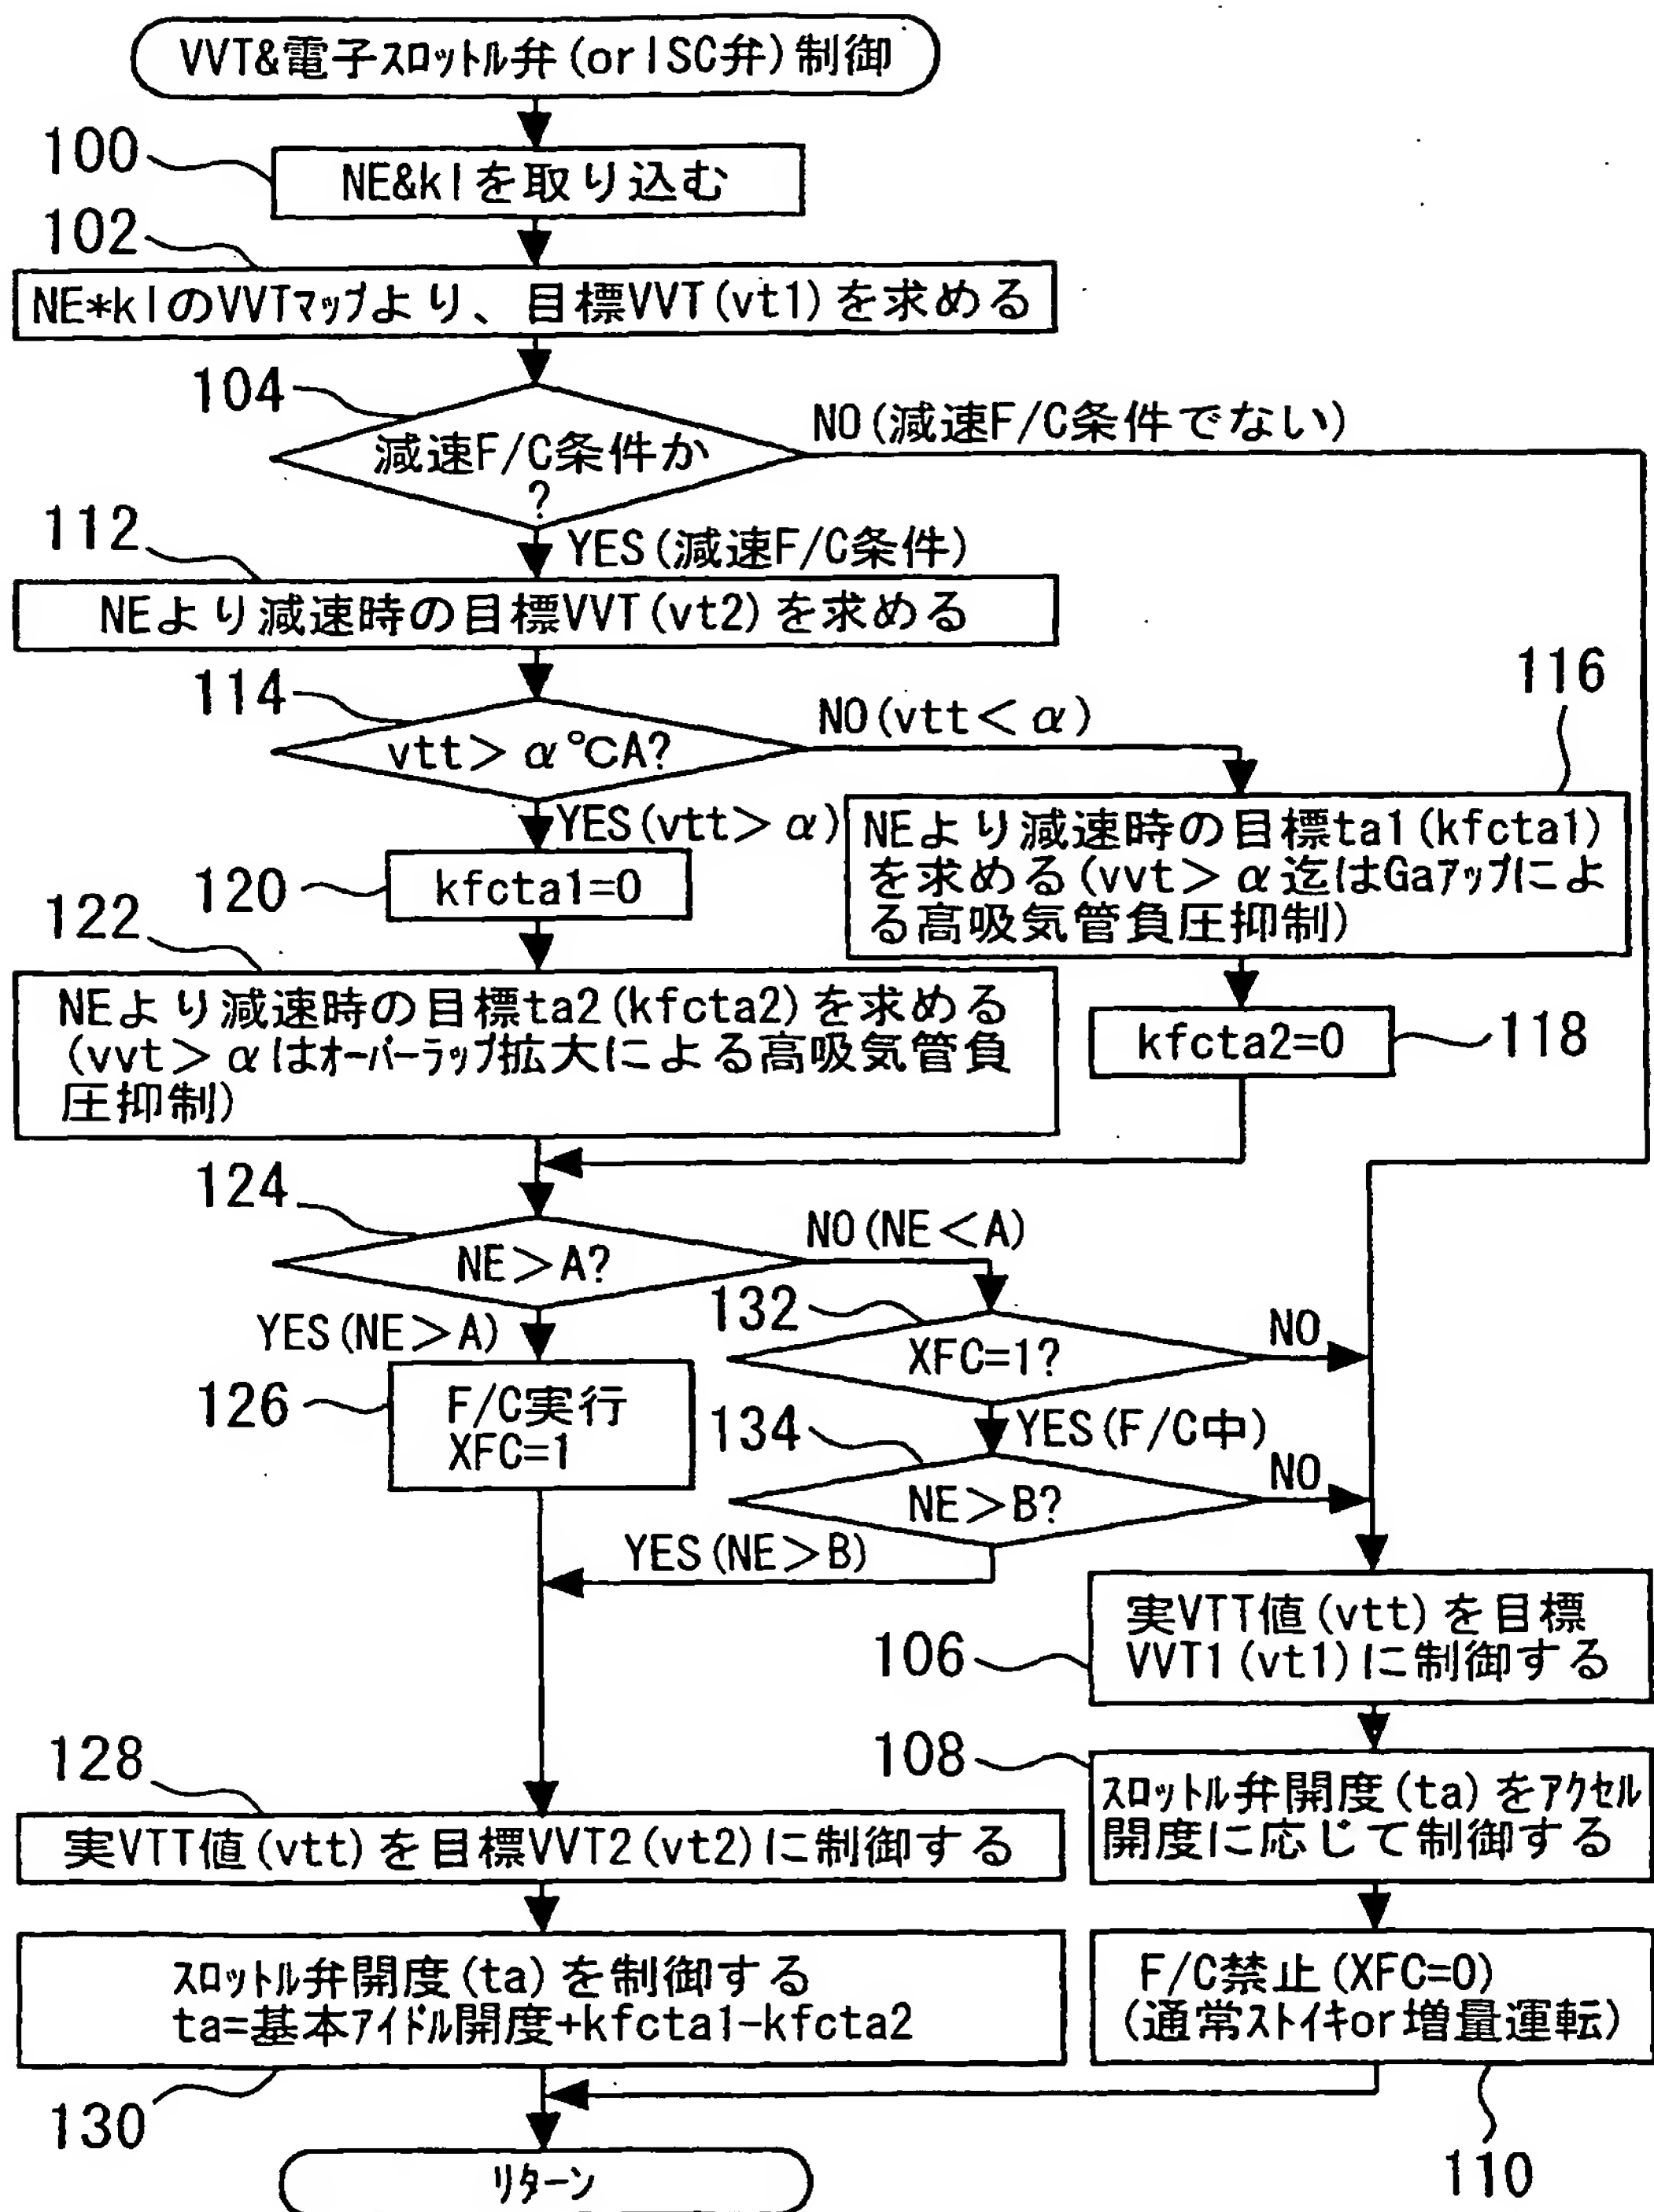 VVT&電子スロットル弁(orISC弁)制御
100
NE&klを取り込む
102
NE*klのVVTマップより、目標VVT(vt1)を求める
104
減速F/C条件か
?
NO(減速F/C条件でない)
YES(減速F/C条件)
112
NEより減速時の目標VVT(vt2)を求める
114
vtt>α℃A?
NO(vtt<α)
116
YES(vtt>α)
NEより減速時の目標ta1(kfcta1)
を求める(vvt>α迄はGaアップによ
る高吸気管負圧抑制)
120
kfcta1=0
122
NEより減速時の目標ta2(kfcta2)を求める
(vvt>αはオーバーラップ拡大による高吸気管負
圧抑制)
kfcta2=0
118
124
NE>A?
NO(NE<A)
YES(NE>A)
132
XFC=1?
NO
126
F/C実行
XFC=1
YES(F/C中)
134
NE>B?
NO
YES(NE>B)
106
実VTT値(vtt)を目標
VVT1(vt1)に制御する
128
実VTT値(vtt)を目標VVT2(vt2)に制御する
108
スロットル弁開度(ta)をアクセル
開度に応じて制御する
スロットル弁開度(ta)を制御する
ta=基本アイドル開度+kfcta1-kfcta2
130
F/C禁止(XFC=0)
(通常ストイキor増量運転)
110
リターン